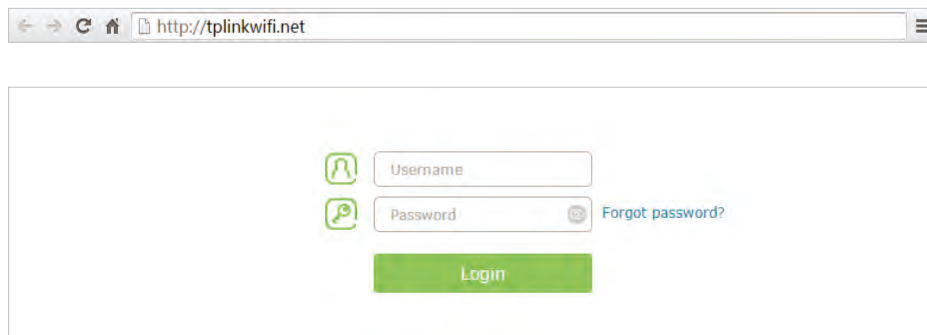 http://tplinkwifi.net
Username
Password
Forgot password?
Login